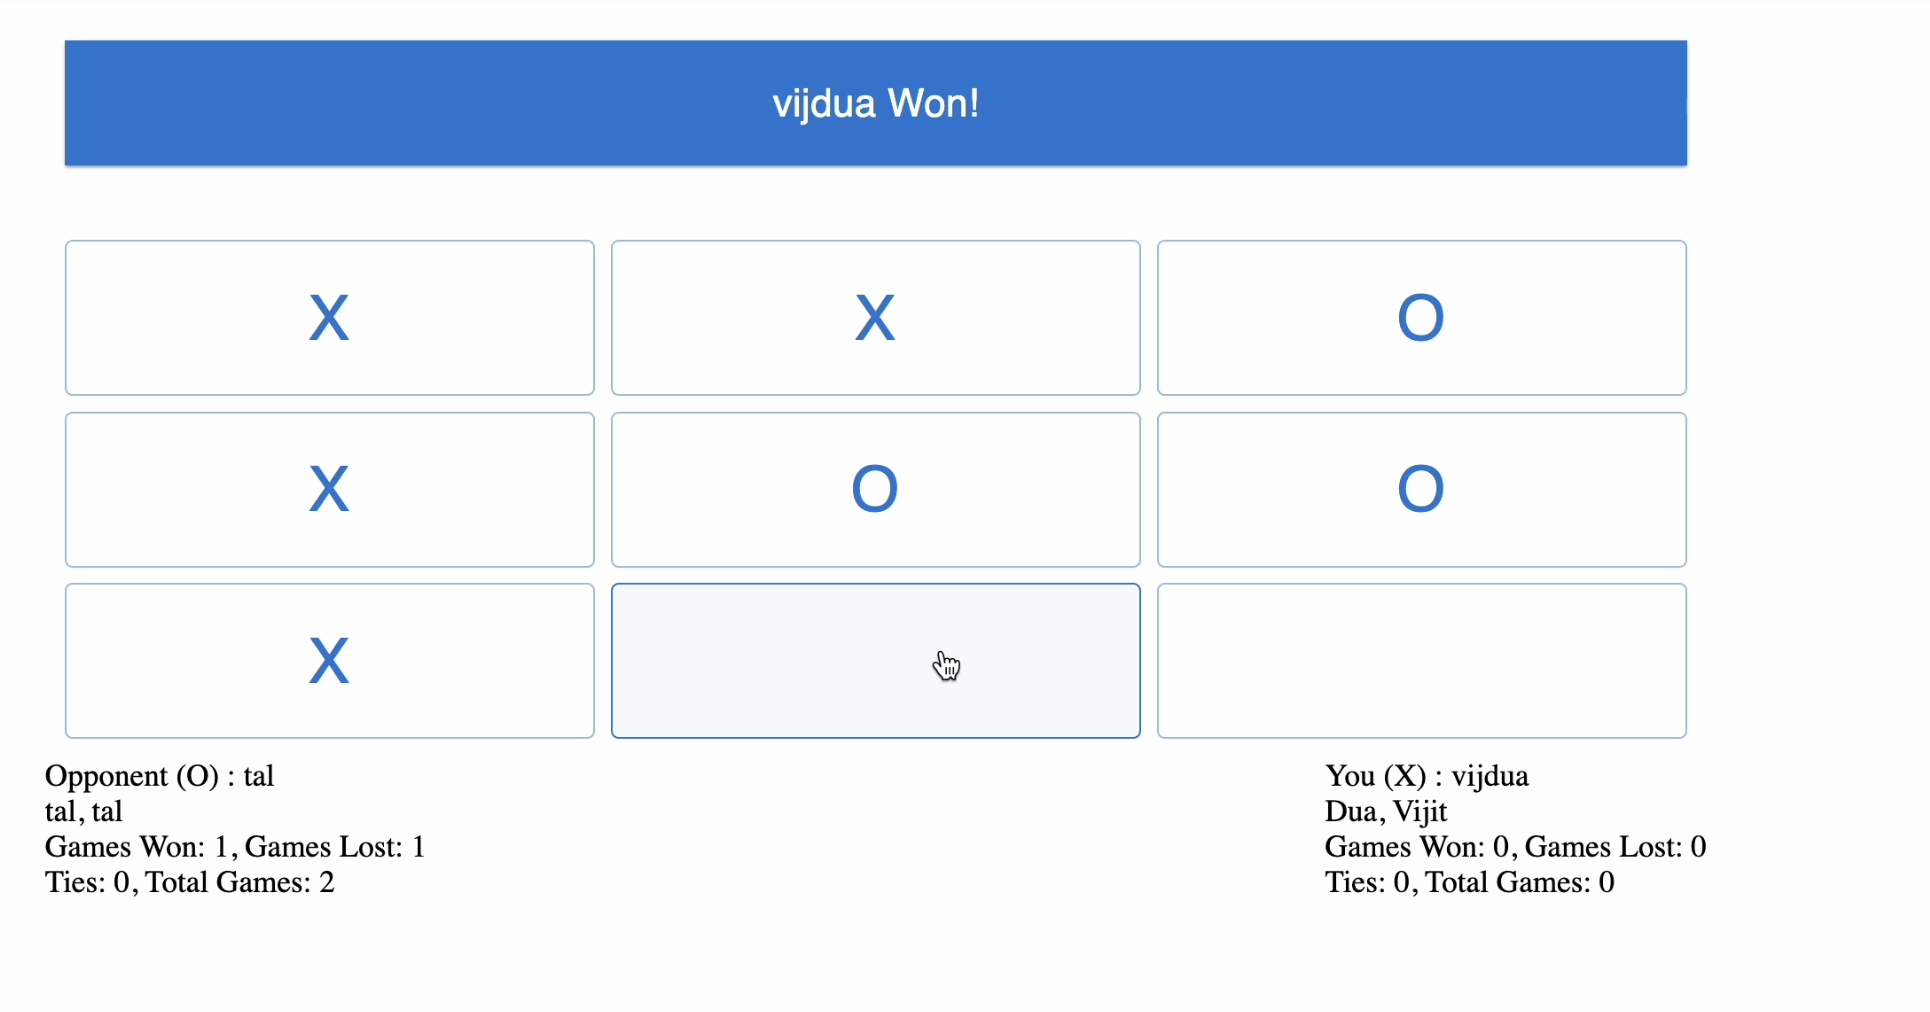 vijdua Won!
X X O
X O O
X
Opponent (O) : tal
tal, tal
Games Won: 1, Games Lost: 1
Ties: 0, Total Games: 2
You (X) : vijdua
Dua, Vijit
Games Won: 0, Games Lost: 0
Ties: 0, Total Games: 0